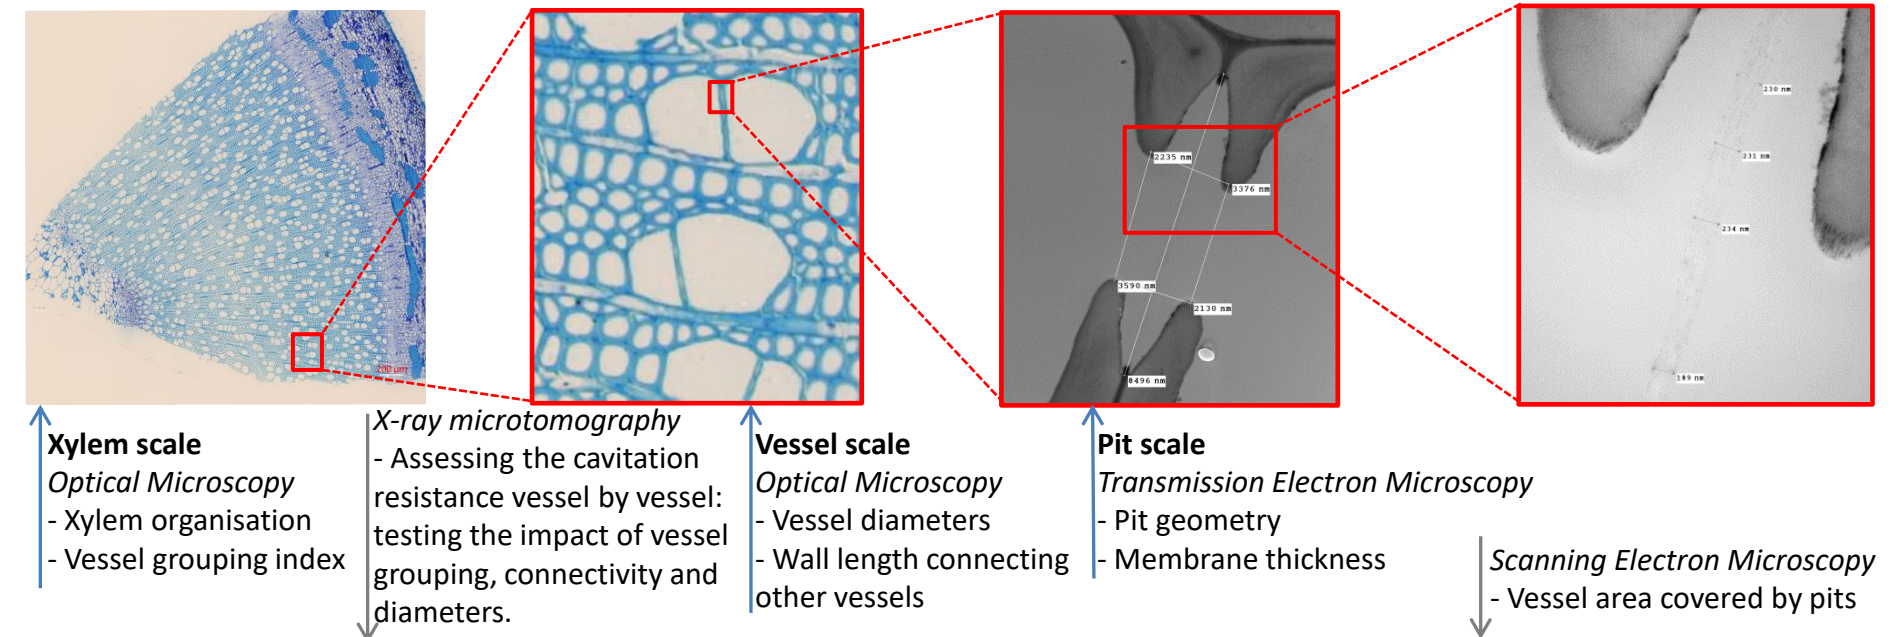 200 µm
2235 nm
3376 nm
3590 nm
2130 nm
8496 nm
230 nm
231 nm
234 nm
189 nm
Xylem scale
Optical Microscopy
- Xylem organisation
- Vessel grouping index
X-ray microtomography
- Assessing the cavitation
resistance vessel by vessel:
testing the impact of vessel
grouping, connectivity and
diameters.
Vessel scale
Optical Microscopy
- Vessel diameters
- Wall length connecting
other vessels
Pit scale
Transmission Electron Microscopy
- Pit geometry
- Membrane thickness
Scanning Electron Microscopy
- Vessel area covered by pits